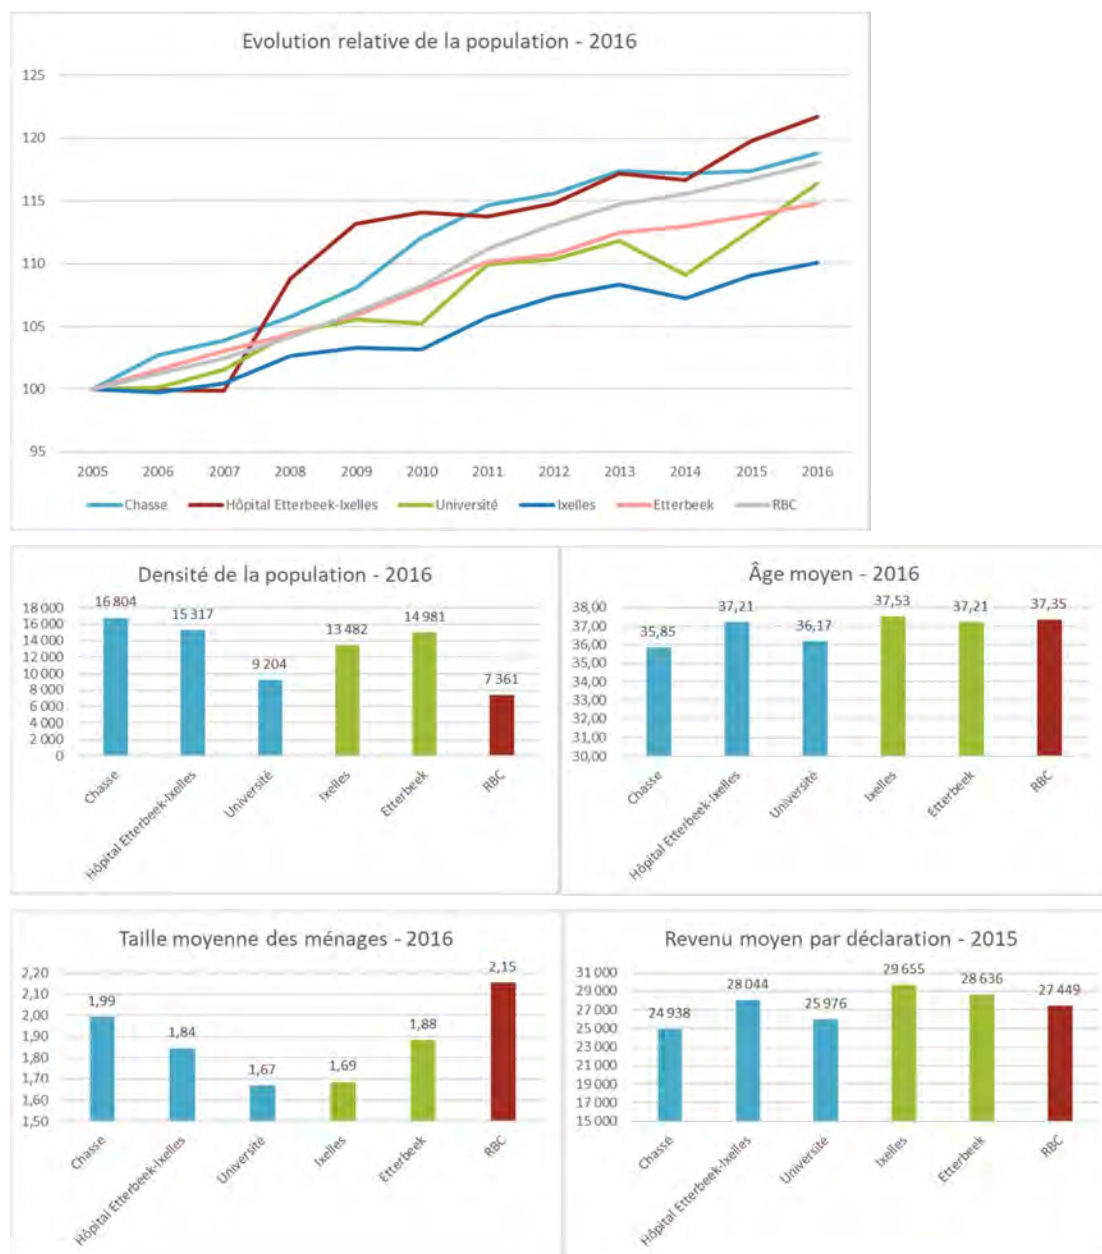 Evolution relative de la population - 2016
125
120
115
110
105
100
95
2005 2006 2007 2008 2009 2010 2011 2012 2013 2014 2015 2016
Chasse Hôpital Etterbeek-Ixelles Université Ixelles Etterbeek RBC
Densité de la population - 2016
18 000
16 000
14 000
12 000
10 000
8 000
6 000
4 000
2 000
0
16 804
15 317
9 204
13 482
14 981
7 361
Chasse
Hôpital Etterbeek-Ixelles
Université
Ixelles
Etterbeek
RBC
Âge moyen - 2016
38,00
37,00
36,00
35,00
34,00
33,00
32,00
31,00
30,00
35,85
37,21
36,17
37,53
37,21
37,35
Chasse
Hôpital Etterbeek-Ixelles
Université
Ixelles
Etterbeek
RBC
Taille moyenne des ménages - 2016
2,20
2,10
2,00
1,90
1,80
1,70
1,60
1,50
1,99
1,84
1,67
1,69
1,88
2,15
Chasse
Hôpital Etterbeek-Ixelles
Université
Ixelles
Etterbeek
RBC
Revenu moyen par déclaration - 2015
31 000
29 000
27 000
25 000
23 000
21 000
19 000
17 000
15 000
24 938
28 044
25 976
29 655
28 636
27 449
Chasse
Hôpital Etterbeek-Ixelles
Université
Ixelles
Etterbeek
RBC